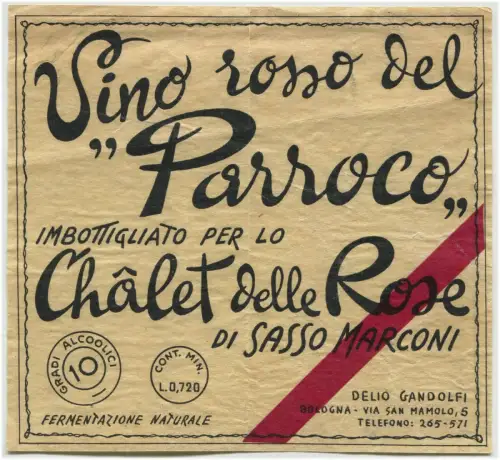 Vino rosso del
„Parroco„
IMBOTTIGLIATO PER LO
Châlet delle Rose
DI SASSO MARCONI
GRADI ALCOOLICI
10
CONT. MIN.
L.0,720
FERMENTAZIONE NATURALE
DELIO GANDOLFI
BOLOGNA - VIA SAN MAMOLO, 5
TELEFONO: 265-571